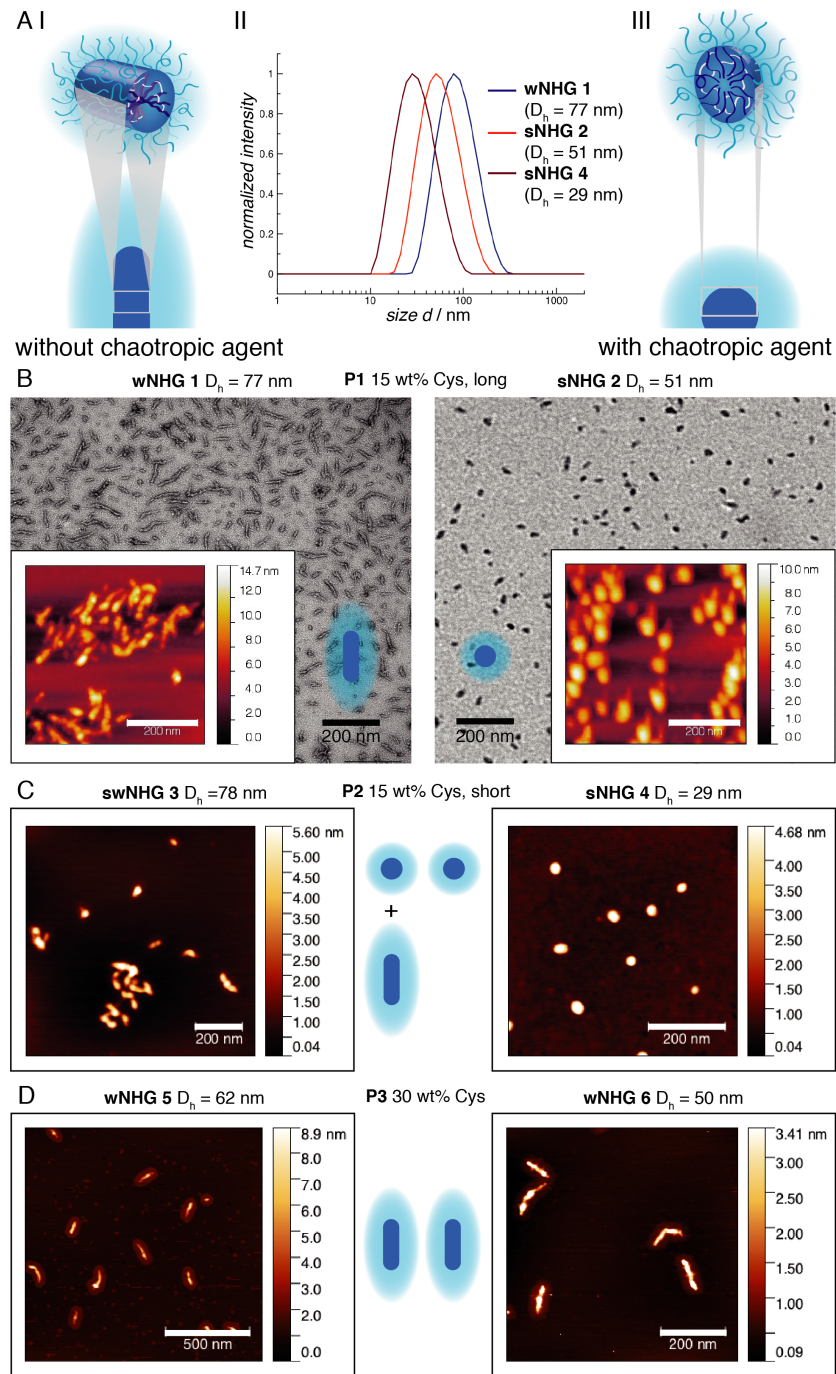 A I
II
III
normalized intensity
1
0.8
0.6
0.4
0.2
0
1
10
100
1000
size d / nm
wNHG 1
(Dh = 77 nm)
sNHG 2
(Dh = 51 nm)
sNHG 4
(Dh = 29 nm)
without chaotropic agent
with chaotropic agent
B
wNHG 1 Dh = 77 nm
P1 15 wt% Cys, long
sNHG 2 Dh = 51 nm
14.7 nm
12.0
10.0
8.0
6.0
4.0
2.0
0.0
200 nm
200 nm
200 nm
10.0 nm
8.0
7.0
6.0
5.0
4.0
3.0
2.0
1.0
0.0
200 nm
C
swNHG 3 Dh =78 nm
P2 15 wt% Cys, short
sNHG 4 Dh = 29 nm
5.60 nm
5.00
4.50
4.00
3.50
3.00
2.50
2.00
1.50
1.00
0.04
200 nm
+
4.68 nm
4.00
3.50
3.00
2.50
2.00
1.50
1.00
0.04
200 nm
D
wNHG 5 Dh = 62 nm
P3 30 wt% Cys
wNHG 6 Dh = 50 nm
8.9 nm
8.0
7.0
6.0
5.0
4.0
3.0
2.0
0.0
500 nm
3.41 nm
3.00
2.50
2.00
1.50
1.00
0.09
200 nm